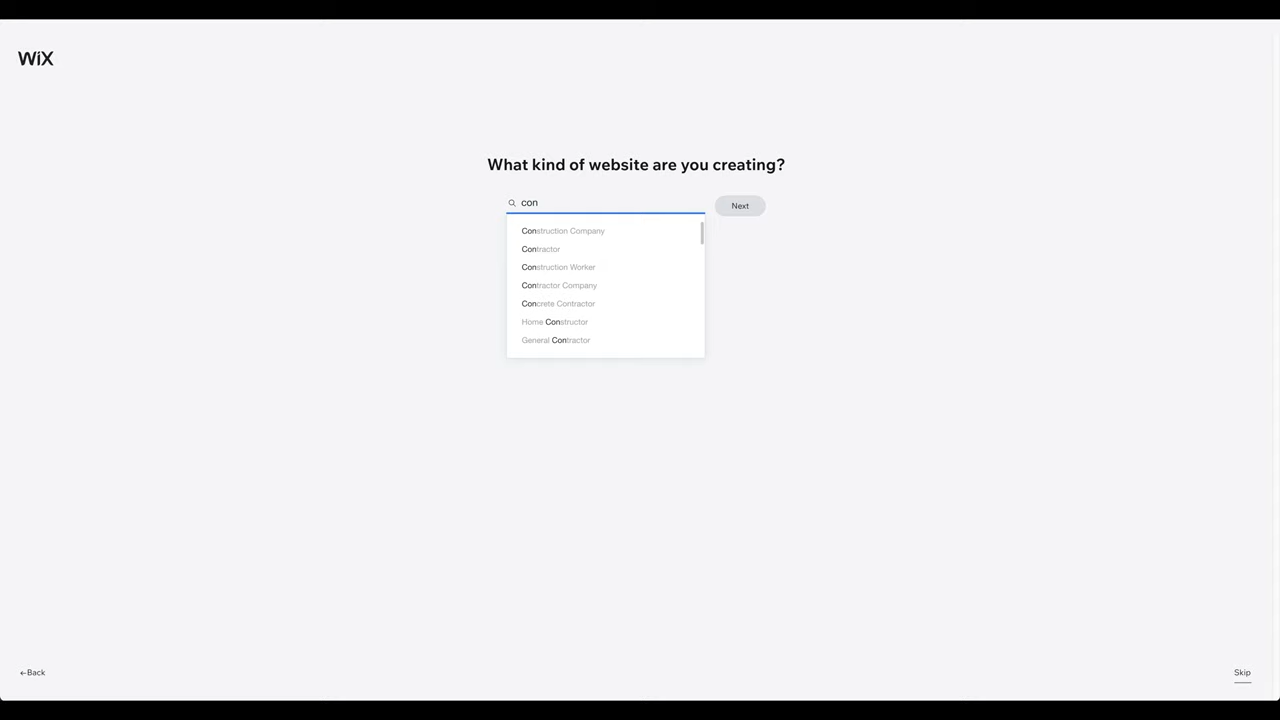 WiX
What kind of website are you creating?
con
Next
Construction Company
Contractor
Construction Worker
Contractor Company
Concrete Contractor
Home Constructor
General Contractor
←Back
Skip